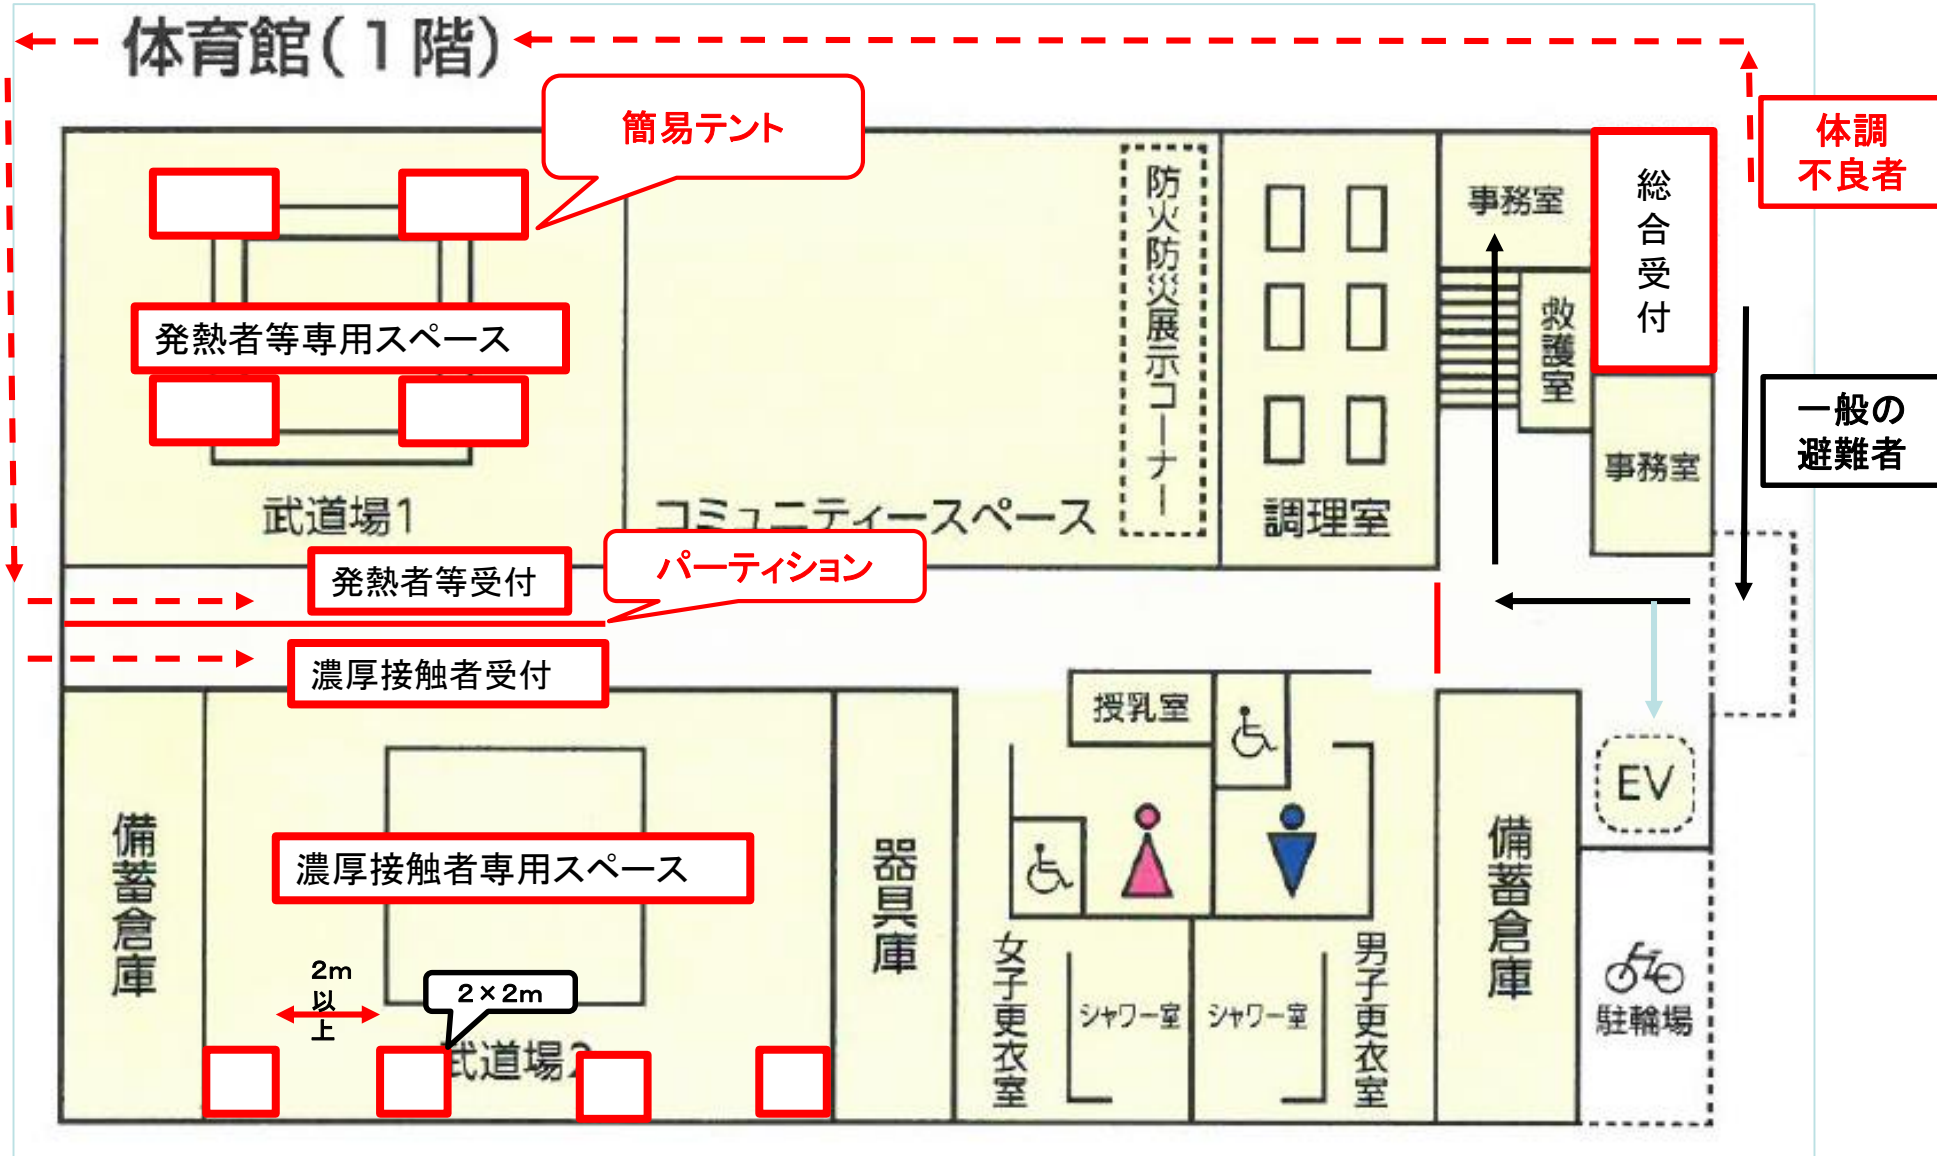 体育館(1階)
簡易テント
体調
不良者
総合受付
事務室
防火防災展示コーナー
救護室
発熱者等専用スペース
一般の
避難者
事務室
武道場1
コミュニティースペース
調理室
発熱者等受付
パーティション
濃厚接触者受付
授乳室
EV
備蓄倉庫
濃厚接触者専用スペース
器具庫
備蓄倉庫
女子更衣室
男子更衣室
2m
以
上
2×2m
シャワー室
シャワー室
駐輪場
武道場2